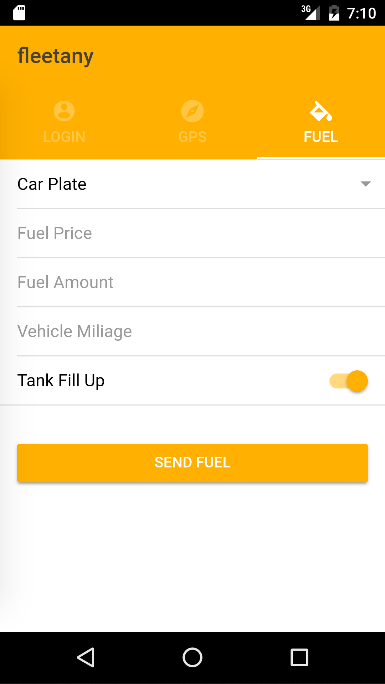 3G 7:10
fleetany
LOGIN GPS FUEL
Car Plate
Fuel Price
Fuel Amount
Vehicle Miliage
Tank Fill Up
SEND FUEL